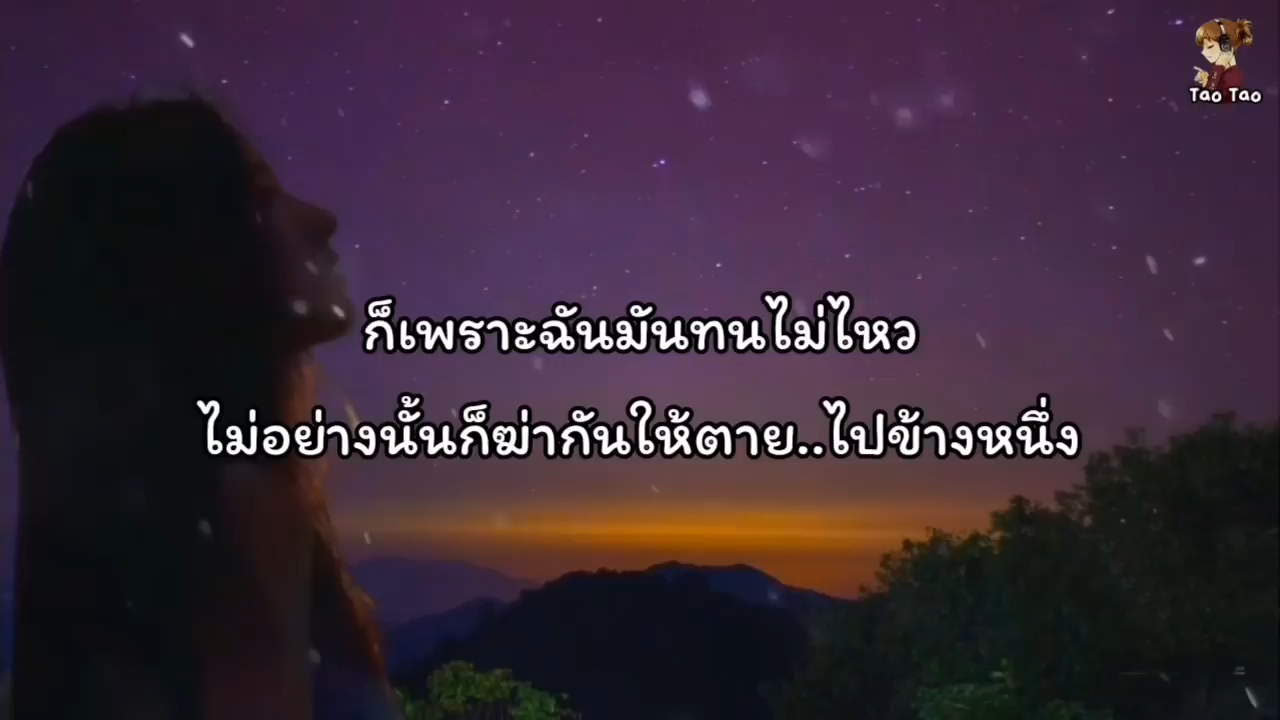 Tao Tao
ก็เพราะฉันมันทนไม่ไหว
ไม่อย่างนั้นก็ฆ่ากันให้ตาย..ไปข้างหนึ่ง